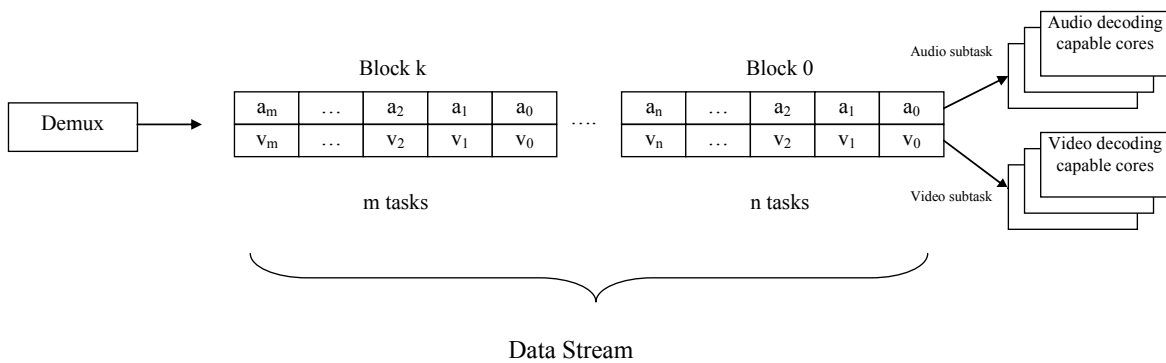 Audio decoding
capable cores
Audio subtask
Block k
Block 0
Demux
a_m … a_2 a_1 a_0
v_m … v_2 v_1 v_0
….
a_n … a_2 a_1 a_0
v_n … v_2 v_1 v_0
Video decoding
capable cores
Video subtask
m tasks
n tasks
Data Stream